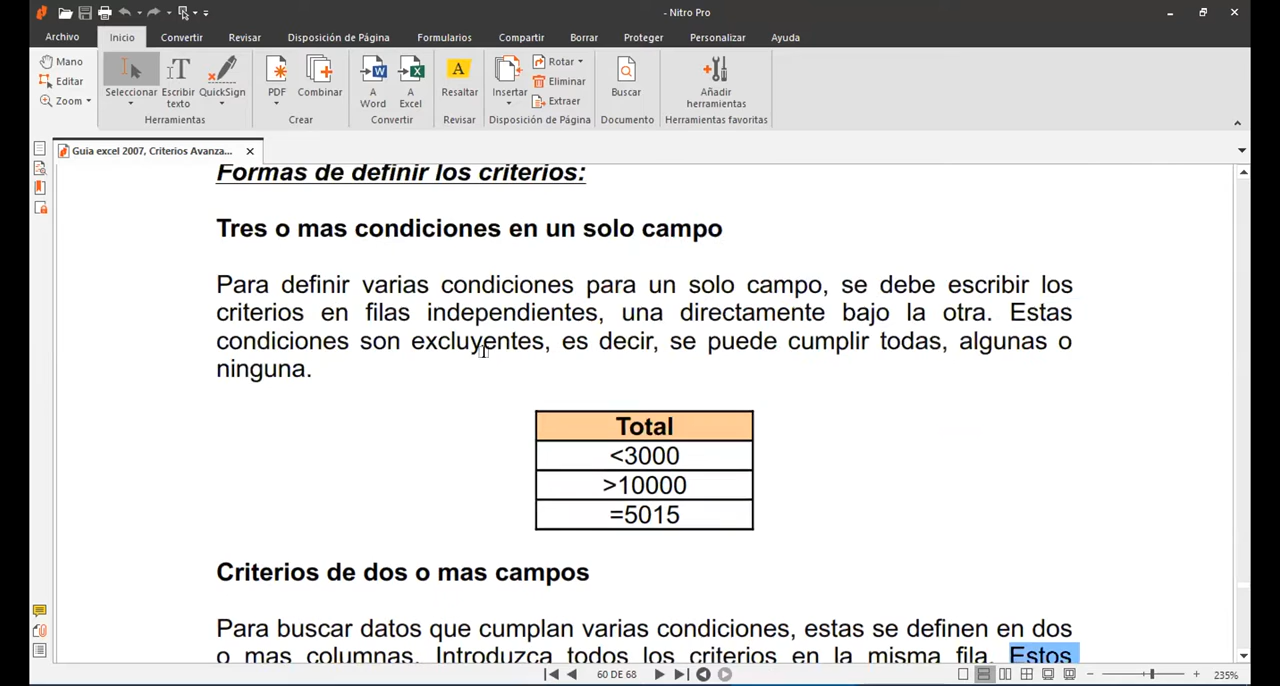 - Nitro Pro
Archivo Inicio Convertir Revisar Disposición de Página Formularios Compartir Borrar Proteger Personalizar Ayuda
Mano
Editar
Zoom
Seleccionar
Escribir
texto
QuickSign
Herramientas
PDF
Combinar
Crear
A
Word
A
Excel
Convertir
Resaltar
Revisar
Insertar
Rotar
Eliminar
Extraer
Disposición de Página
Buscar
Documento
Añadir
herramientas
Herramientas favoritas
Guia excel 2007, Criterios Avanza...
Formas de definir los criterios:
Tres o mas condiciones en un solo campo
Para definir varias condiciones para un solo campo, se debe escribir los
criterios en filas independientes, una directamente bajo la otra. Estas
condiciones son excluyentes, es decir, se puede cumplir todas, algunas o
ninguna.
Total
<3000
>10000
=5015
Criterios de dos o mas campos
Para buscar datos que cumplan varias condiciones, estas se definen en dos
o mas columnas. Introduzca todos los criterios en la misma fila. Estos
60 DE 68
235%